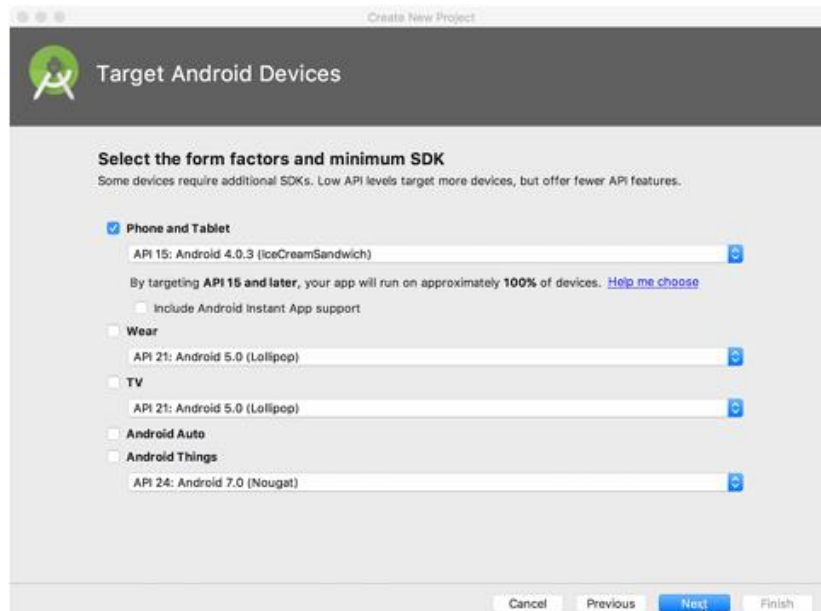 Create New Project
Target Android Devices
Select the form factors and minimum SDK
Some devices require additional SDKs. Low API levels target more devices, but offer fewer API features.
Phone and Tablet
API 15: Android 4.0.3 (IceCreamSandwich)
By targeting API 15 and later, your app will run on approximately 100% of devices. Help me choose
Include Android Instant App support
Wear
API 21: Android 5.0 (Lollipop)
TV
API 21: Android 5.0 (Lollipop)
Android Auto
Android Things
API 24: Android 7.0 (Nougat)
Cancel Previous Next Finish